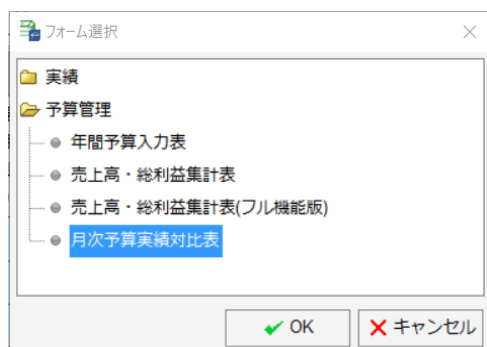 フォーム選択
実績
予算管理
年間予算入力表
売上高・総利益集計表
売上高・総利益集計表(フル機能版)
月次予算実績対比表
OK
キャンセル